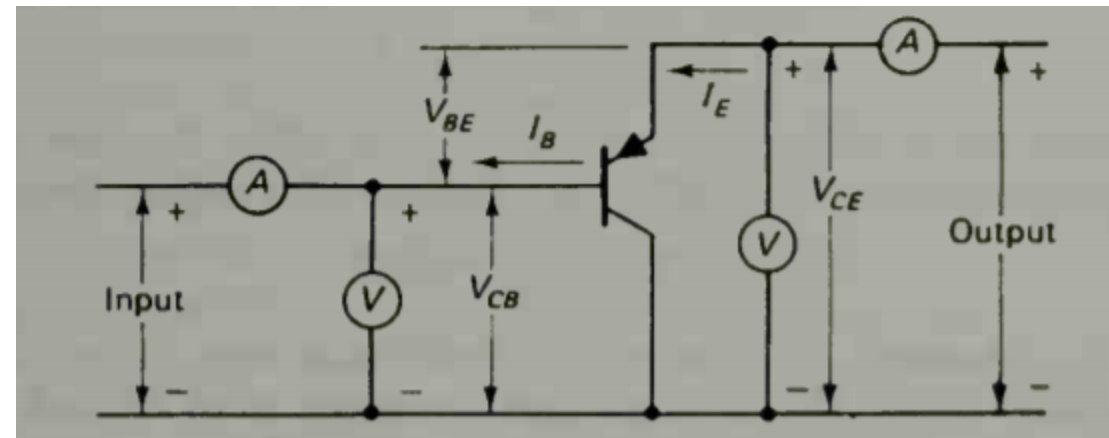 A
+
+
I_E
V_BE
I_B
A
+
+
V_CE
Output
V
V_CB
Input
V
−
−
−
−